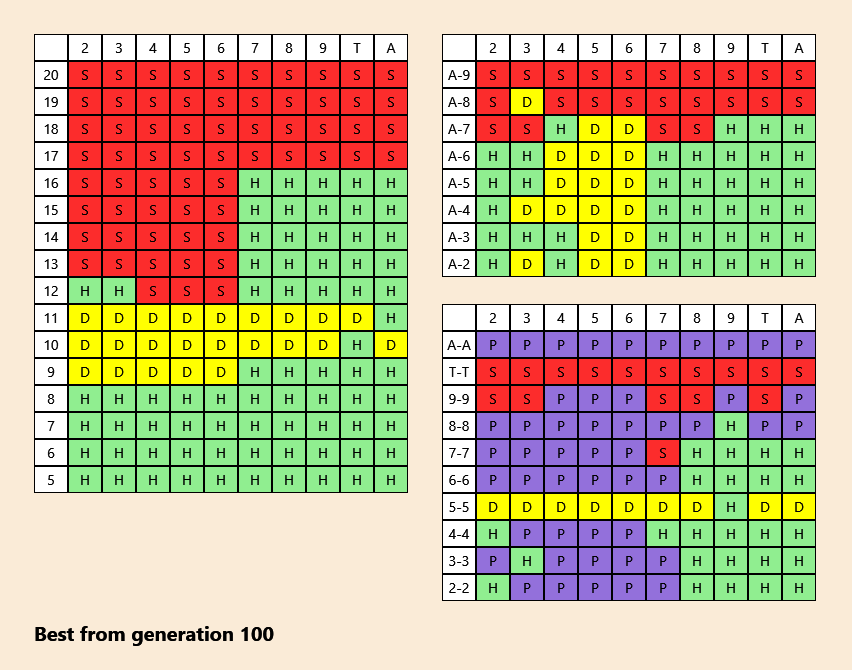 2 3 4 5 6 7 8 9 T A
20 S S S S S S S S S S
19 S S S S S S S S S S
18 S S S S S S S S S S
17 S S S S S S S S S S
16 S S S S S H H H H H
15 S S S S S H H H H H
14 S S S S S H H H H H
13 S S S S S H H H H H
12 H H S S S H H H H H
11 D D D D D D D D D H
10 D D D D D D D D H D
9 D D D D D H H H H H
8 H H H H H H H H H H
7 H H H H H H H H H H
6 H H H H H H H H H H
5 H H H H H H H H H H
2 3 4 5 6 7 8 9 T A
A-9 S S S S S S S S S S
A-8 S D S S S S S S S S
A-7 S S H D D S S H H H
A-6 H H D D D H H H H H
A-5 H H D D D H H H H H
A-4 H D D D D H H H H H
A-3 H H H D D H H H H H
A-2 H D H D D H H H H H
2 3 4 5 6 7 8 9 T A
A-A P P P P P P P P P P
T-T S S S S S S S S S S
9-9 S S P P P S S P S P
8-8 P P P P P P P H P P
7-7 P P P P P S H H H H
6-6 P P P P P P H H H H
5-5 D D D D D D D H D D
4-4 H P P P P H H H H H
3-3 P H P P P P H H H H
2-2 H P P P P P H H H H
Best from generation 100